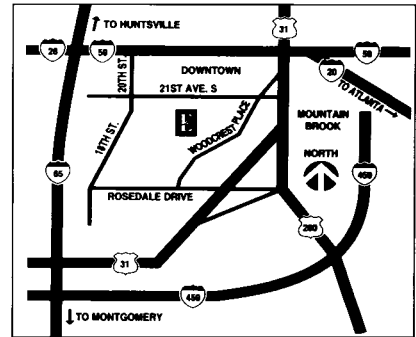 TO HUNTSVILLE
31
20
59
59
20TH ST.
DOWNTOWN
20
TO ATLANTA
21ST AVE. S
18TH ST.
WOODCREST PLACE
MOUNTAIN
BROOK
NORTH
65
459
ROSEDALE DRIVE
280
31
459
TO MONTGOMERY